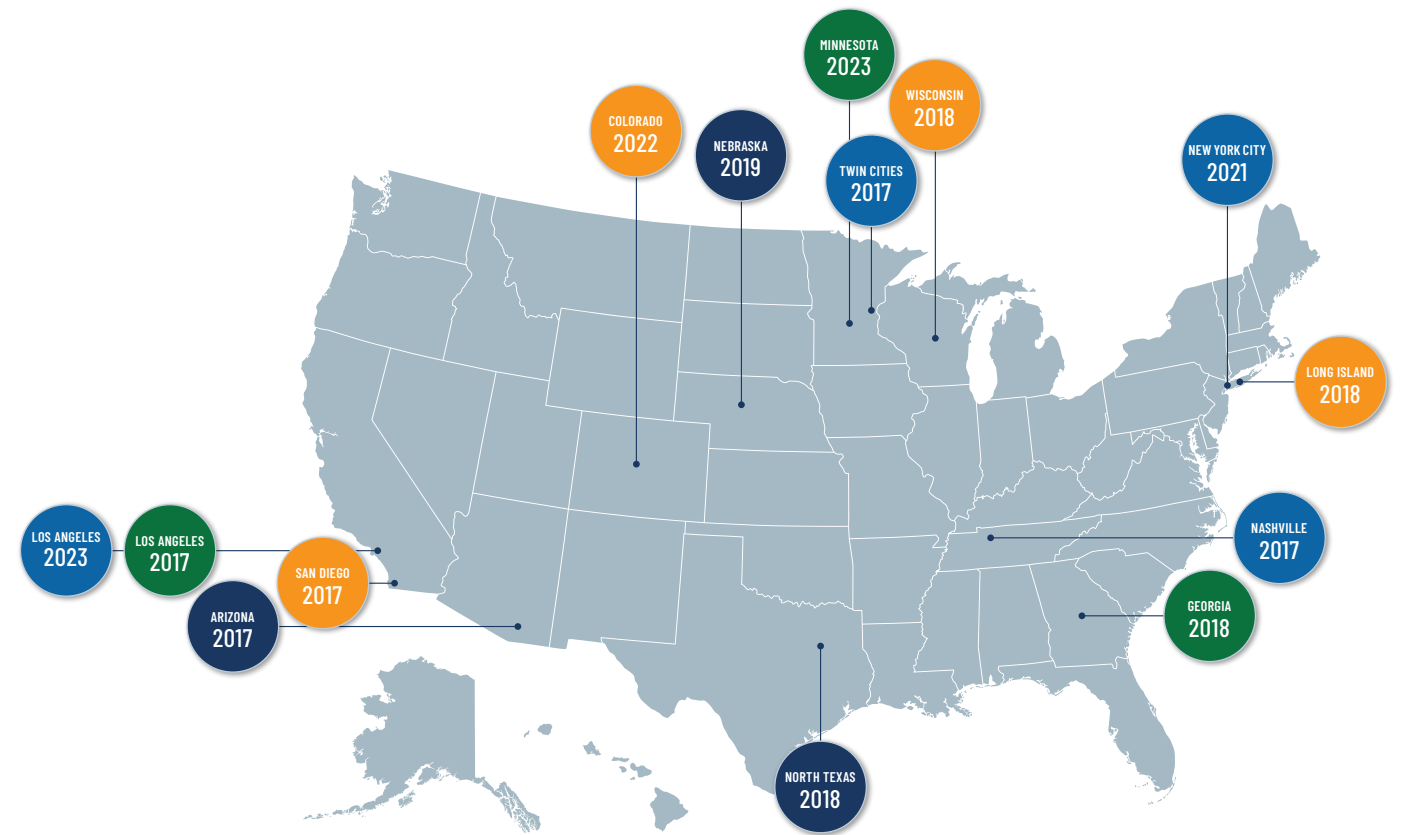 MINNESOTA
2023
WISCONSIN
2018
COLORADO
2022
NEBRASKA
2019
TWIN CITIES
2017
NEW YORK CITY
2021
LONG ISLAND
2018
LOS ANGELES
2023
LOS ANGELES
2017
SAN DIEGO
2017
ARIZONA
2017
NASHVILLE
2017
GEORGIA
2018
NORTH TEXAS
2018